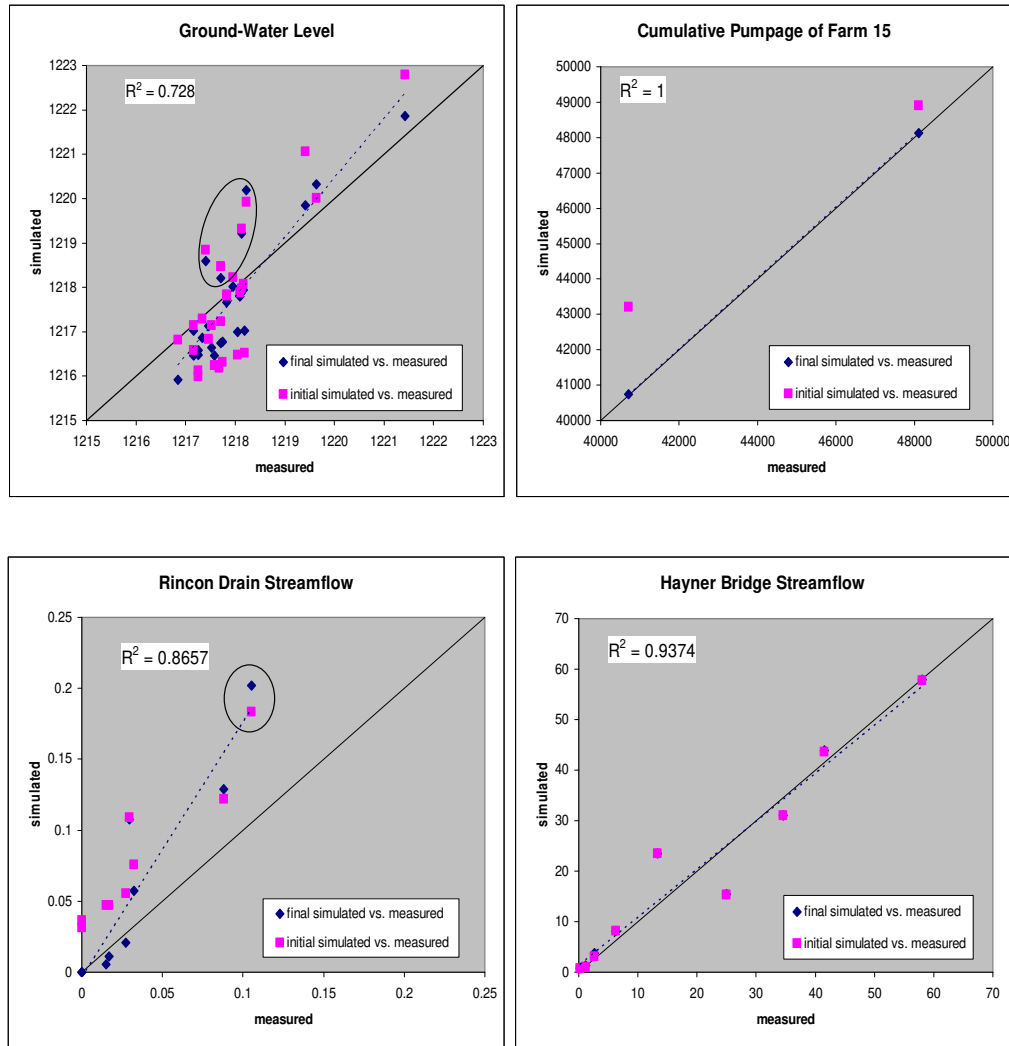 Ground-Water Level
R² = 0.728
simulated
1223
1222
1221
1220
1219
1218
1217
1216
1215
1215 1216 1217 1218 1219 1220 1221 1222 1223
measured
final simulated vs. measured
initial simulated vs. measured
Cumulative Pumpage of Farm 15
R² = 1
simulated
50000
49000
48000
47000
46000
45000
44000
43000
42000
41000
40000
40000 42000 44000 46000 48000 50000
measured
final simulated vs. measured
initial simulated vs. measured
Rincon Drain Streamflow
R² = 0.8657
simulated
0.25
0.2
0.15
0.1
0.05
0
0 0.05 0.1 0.15 0.2 0.25
measured
final simulated vs. measured
initial simulated vs. measured
Hayner Bridge Streamflow
R² = 0.9374
simulated
70
60
50
40
30
20
10
0
0 10 20 30 40 50 60 70
measured
final simulated vs. measured
initial simulated vs. measured